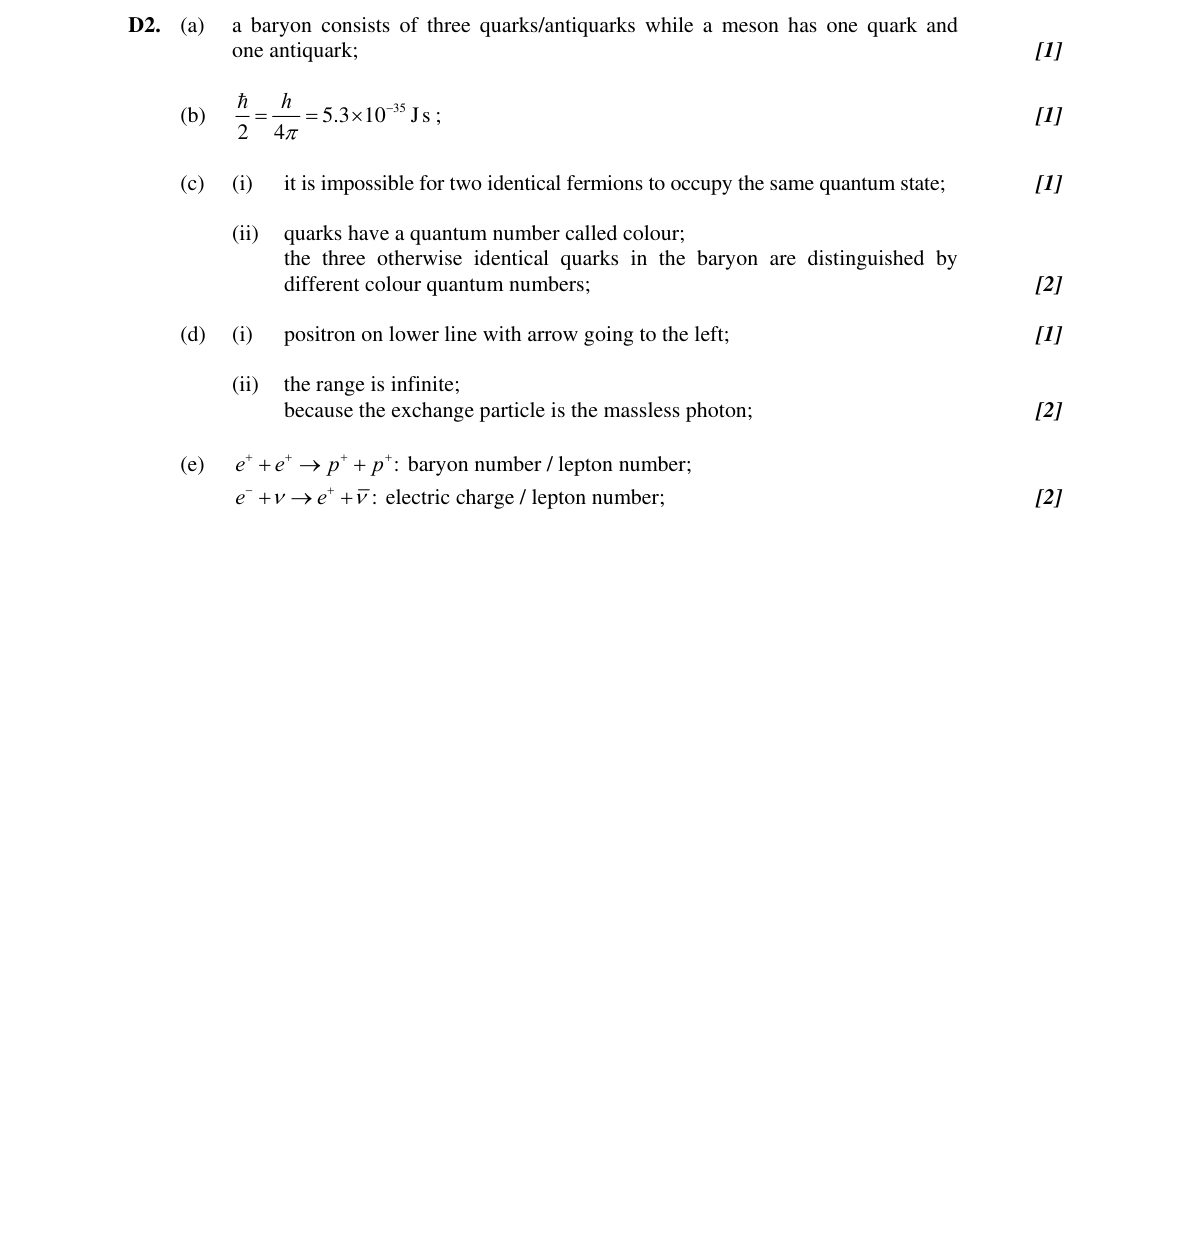 D2. (a) a baryon consists of three quarks/antiquarks while a meson has one quark and
one antiquark; [1]
(b) ħ/2 = h/4π = 5.3×10⁻³⁵ J s ; [1]
(c) (i) it is impossible for two identical fermions to occupy the same quantum state; [1]
(ii) quarks have a quantum number called colour;
the three otherwise identical quarks in the baryon are distinguished by
different colour quantum numbers; [2]
(d) (i) positron on lower line with arrow going to the left; [1]
(ii) the range is infinite;
because the exchange particle is the massless photon; [2]
(e) e⁺ + e⁺ → p⁺ + p⁺: baryon number / lepton number;
e⁻ + ν → e⁺ + ν̅: electric charge / lepton number; [2]